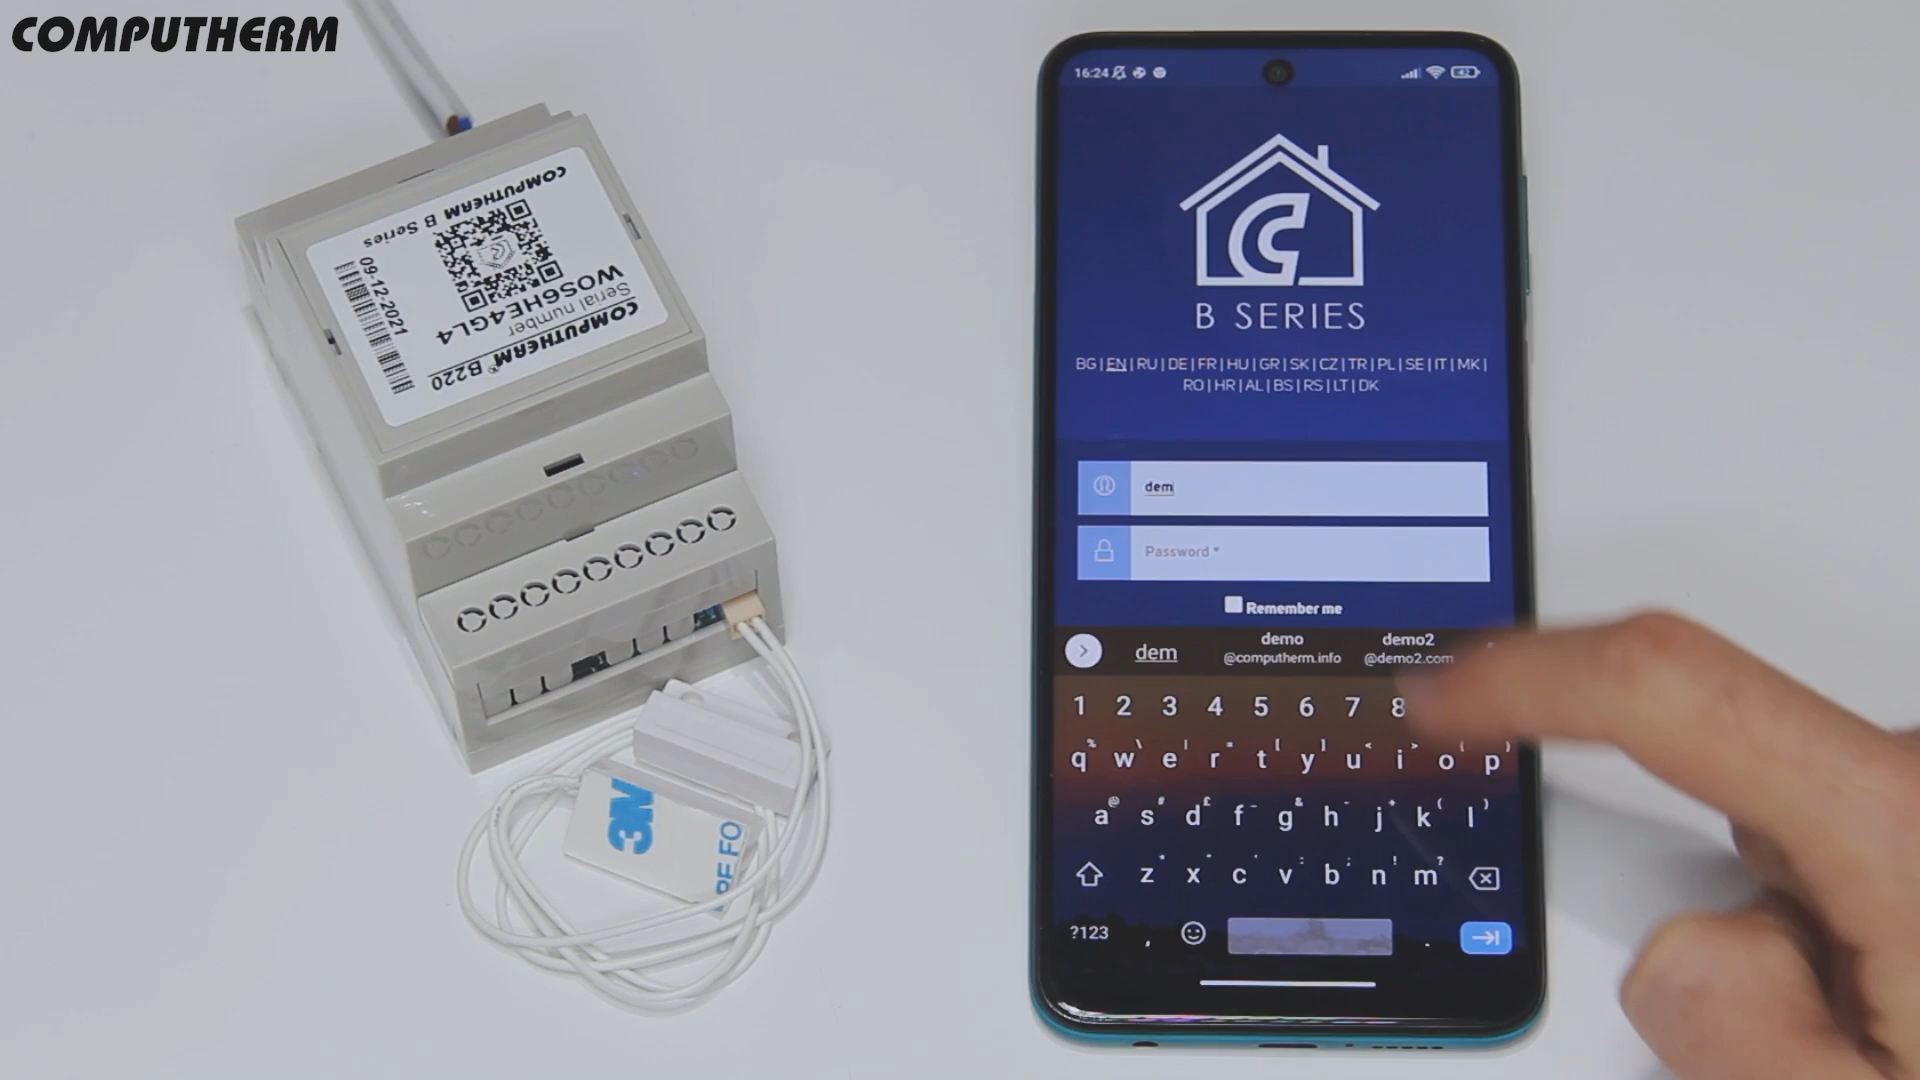 COMPUTHERM
COMPUTHERM® B220
Serial number
WOS6HE4GL4
COMPUTHERM B Series
09-12-2021
3M
16:24
42
B SERIES
BG | EN | RU | DE | FR | HU | GR | SK | CZ | TR | PL | SE | IT | MK |
RO | HR | AL | BS | RS | LT | DK
dem
Password *
Remember me
dem
demo
@computherm.info
demo2
@demo2.com
1 2 3 4 5 6 7 8
q w e r t y u i o p
a s d f g h j k l
z x c v b n m
?123 , .